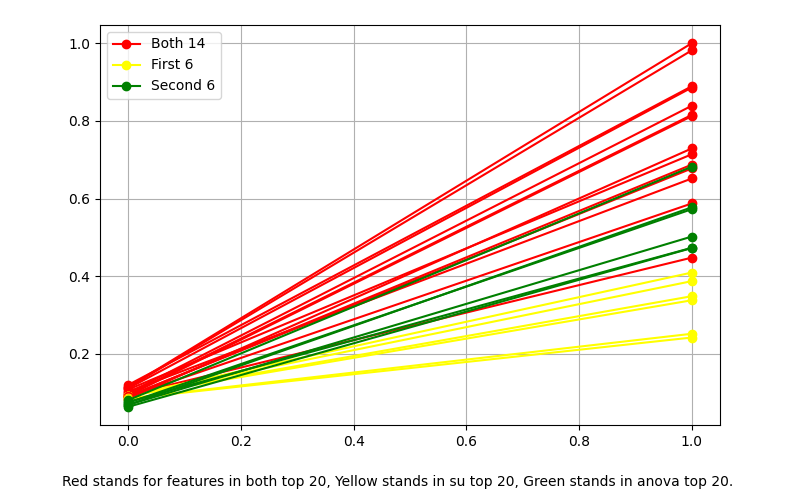 Both 14
First 6
Second 6
1.0
0.8
0.6
0.4
0.2
0.0 0.2 0.4 0.6 0.8 1.0
Red stands for features in both top 20, Yellow stands in su top 20, Green stands in anova top 20.